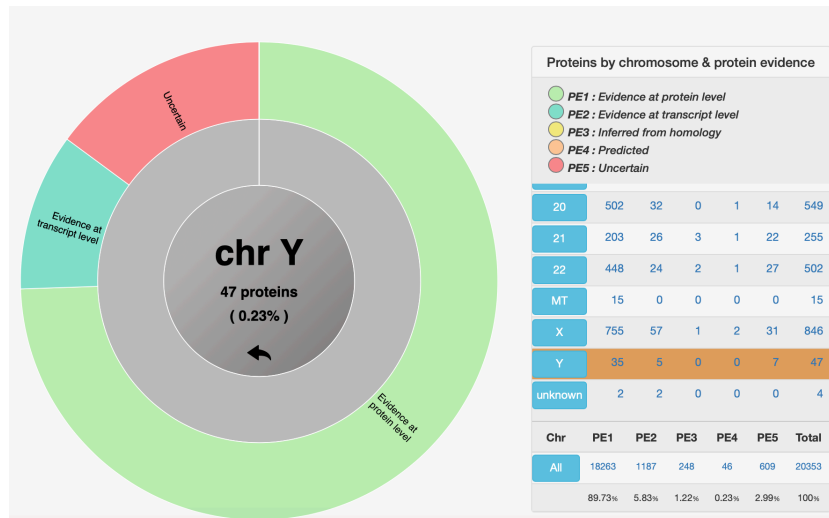 Uncertain
Evidence at
transcript level
chr Y
47 proteins
( 0.23% )
Evidence at
protein level
Proteins by chromosome & protein evidence
PE1 : Evidence at protein level
PE2 : Evidence at transcript level
PE3 : Inferred from homology
PE4 : Predicted
PE5 : Uncertain
20 502 32 0 1 14 549
21 203 26 3 1 22 255
22 448 24 2 1 27 502
MT 15 0 0 0 0 15
X 755 57 1 2 31 846
Y 35 5 0 0 7 47
unknown 2 2 0 0 0 4
Chr PE1 PE2 PE3 PE4 PE5 Total
All 18263 1187 248 46 609 20353
89.73% 5.83% 1.22% 0.23% 2.99% 100%